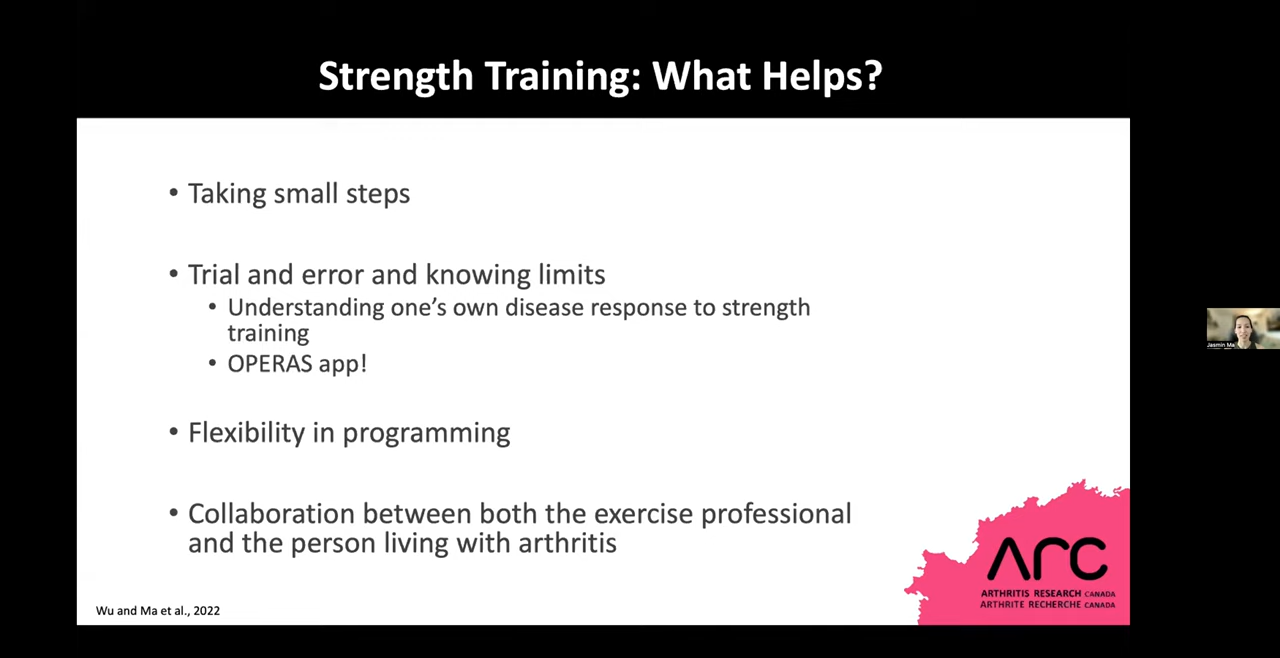 Strength Training: What Helps?
• Taking small steps
• Trial and error and knowing limits
• Understanding one’s own disease response to strength
training
• OPERAS app!
• Flexibility in programming
• Collaboration between both the exercise professional
and the person living with arthritis
Wu and Ma et al., 2022
Arc
ARTHRITIS RESEARCH CANADA
ARTHRITE RECHERCHE CANADA
Jasmin Ma